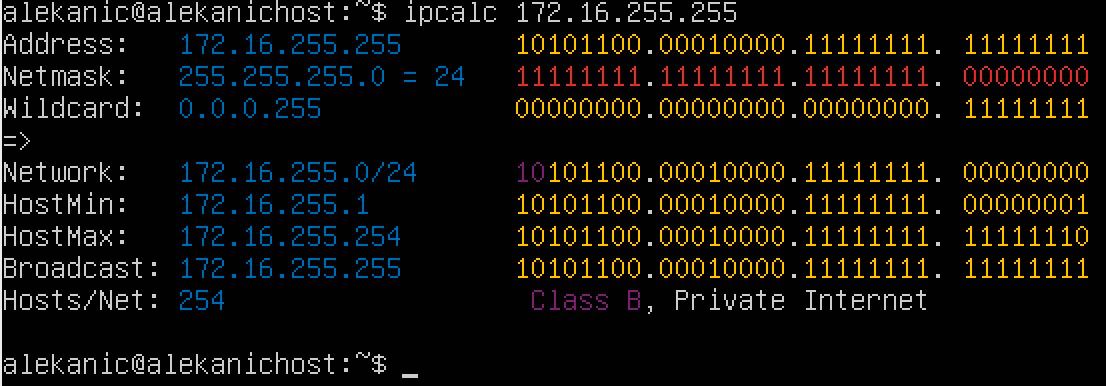 alekanic@alekanichost:~$ ipcalc 172.16.255.255
Address:   172.16.255.255       10101100.00010000.11111111. 11111111
Netmask:   255.255.255.0 = 24   11111111.11111111.11111111. 00000000
Wildcard:  0.0.0.255            00000000.00000000.00000000. 11111111
=>
Network:   172.16.255.0/24      10101100.00010000.11111111. 00000000
HostMin:   172.16.255.1         10101100.00010000.11111111. 00000001
HostMax:   172.16.255.254       10101100.00010000.11111111. 11111110
Broadcast: 172.16.255.255       10101100.00010000.11111111. 11111111
Hosts/Net: 254                   Class B, Private Internet
alekanic@alekanichost:~$ _